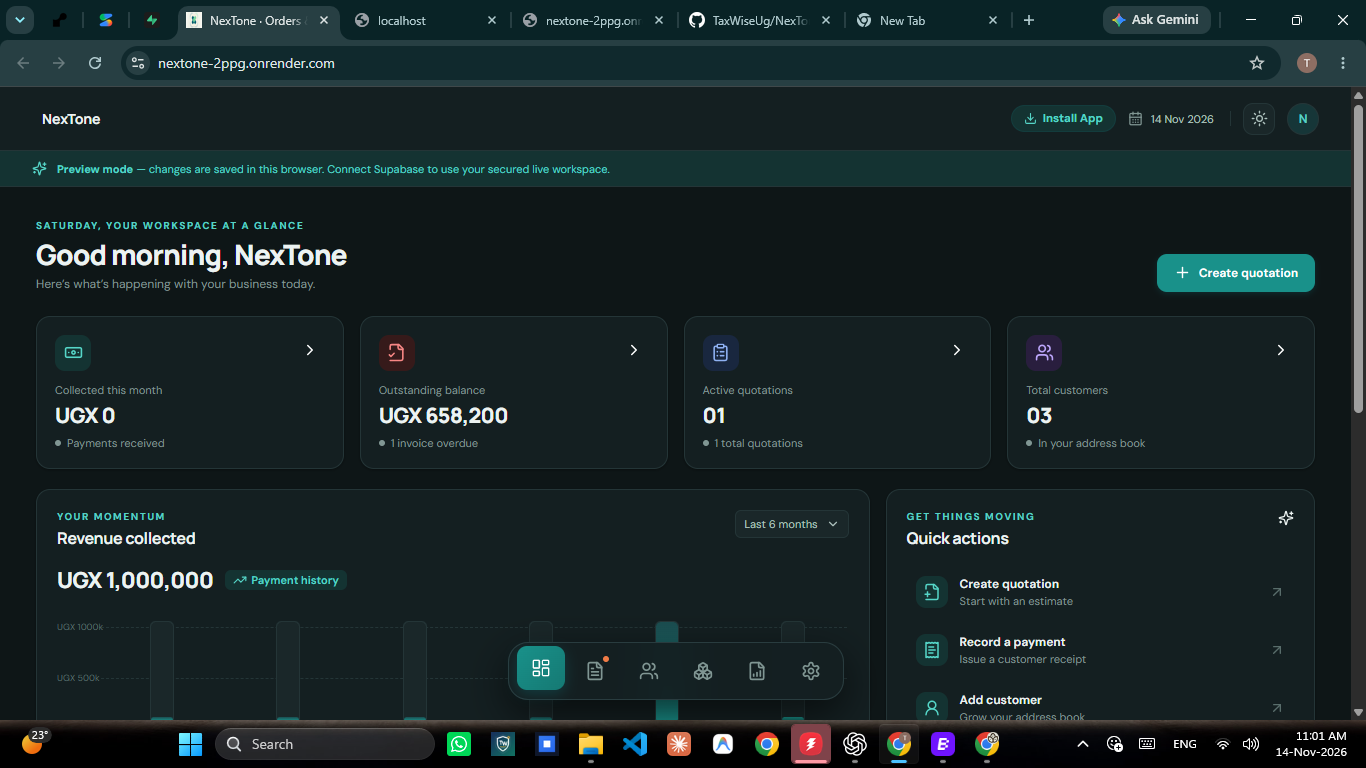 NexTone · Orders
localhost
nextone-2ppg.onr
TaxWiseUg/NexTo
New Tab
Ask Gemini
nextone-2ppg.onrender.com
T
NexTone
Install App
14 Nov 2026
N
Preview mode — changes are saved in this browser. Connect Supabase to use your secured live workspace.
SATURDAY, YOUR WORKSPACE AT A GLANCE
Good morning, NexTone
Here's what's happening with your business today.
Create quotation
Collected this month
UGX 0
Payments received
Outstanding balance
UGX 658,200
1 invoice overdue
Active quotations
01
1 total quotations
Total customers
03
In your address book
YOUR MOMENTUM
Revenue collected
Last 6 months
UGX 1,000,000
Payment history
UGX 1000k
UGX 500k
GET THINGS MOVING
Quick actions
Create quotation
Start with an estimate
Record a payment
Issue a customer receipt
Add customer
Grow your address book
23°
Search
ENG
11:01 AM
14-Nov-2026